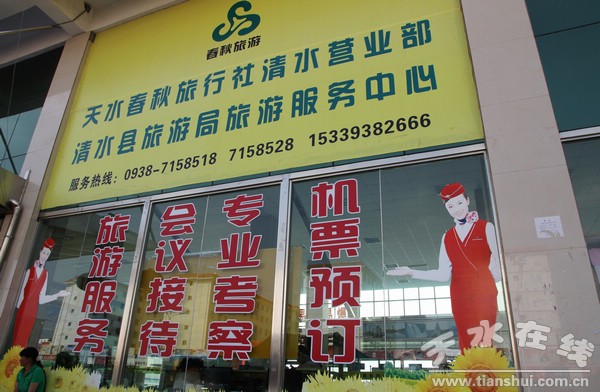 春秋旅游
天水春秋旅行社清水营业部
清水县旅游局旅游服务中心
服务热线：0938-7158518 7158528 15339382666
旅游服务
会议接待
专业考察
机票预订
天水在线
www.tianshui.com.cn